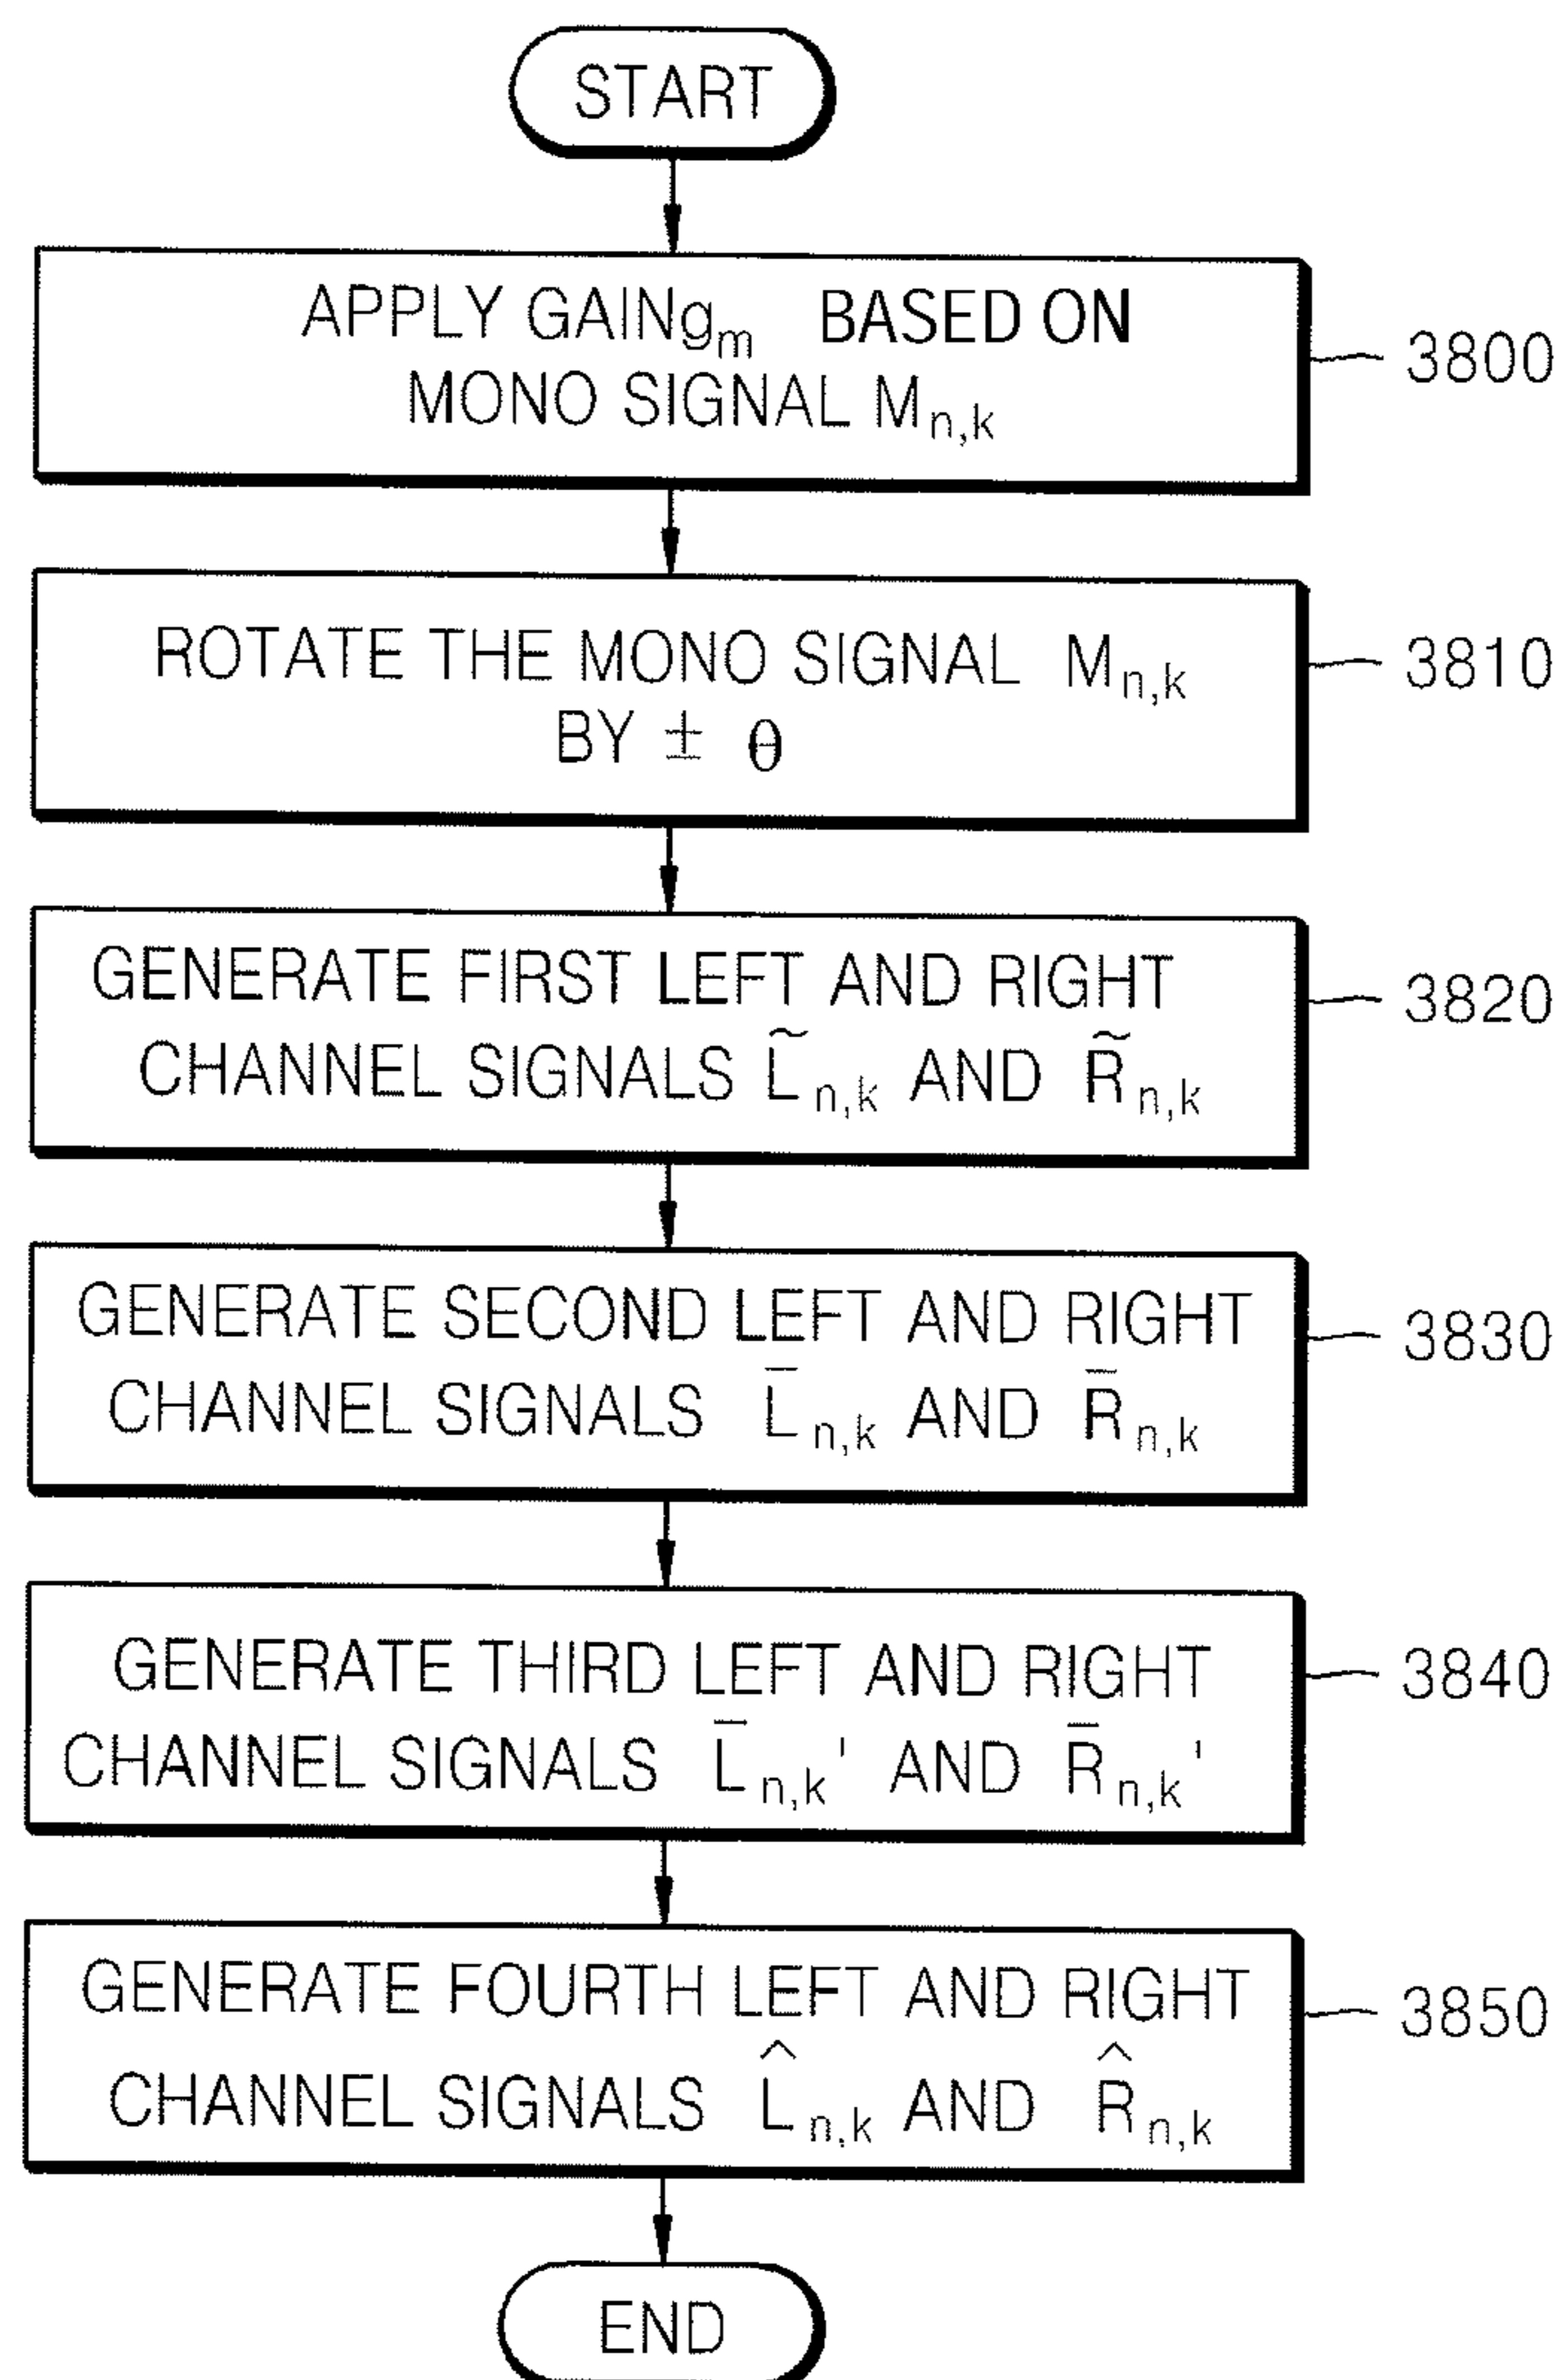 START
APPLY GAINgₘ BASED ON
MONO SIGNAL Mn,k
3800
ROTATE THE MONO SIGNAL Mn,k
BY ± θ
3810
GENERATE FIRST LEFT AND RIGHT
CHANNEL SIGNALS L̃n,k AND R̃n,k
3820
GENERATE SECOND LEFT AND RIGHT
CHANNEL SIGNALS L̄n,k AND R̄n,k
3830
GENERATE THIRD LEFT AND RIGHT
CHANNEL SIGNALS L̄n,k' AND R̄n,k'
3840
GENERATE FOURTH LEFT AND RIGHT
CHANNEL SIGNALS L̂n,k AND R̂n,k
3850
END